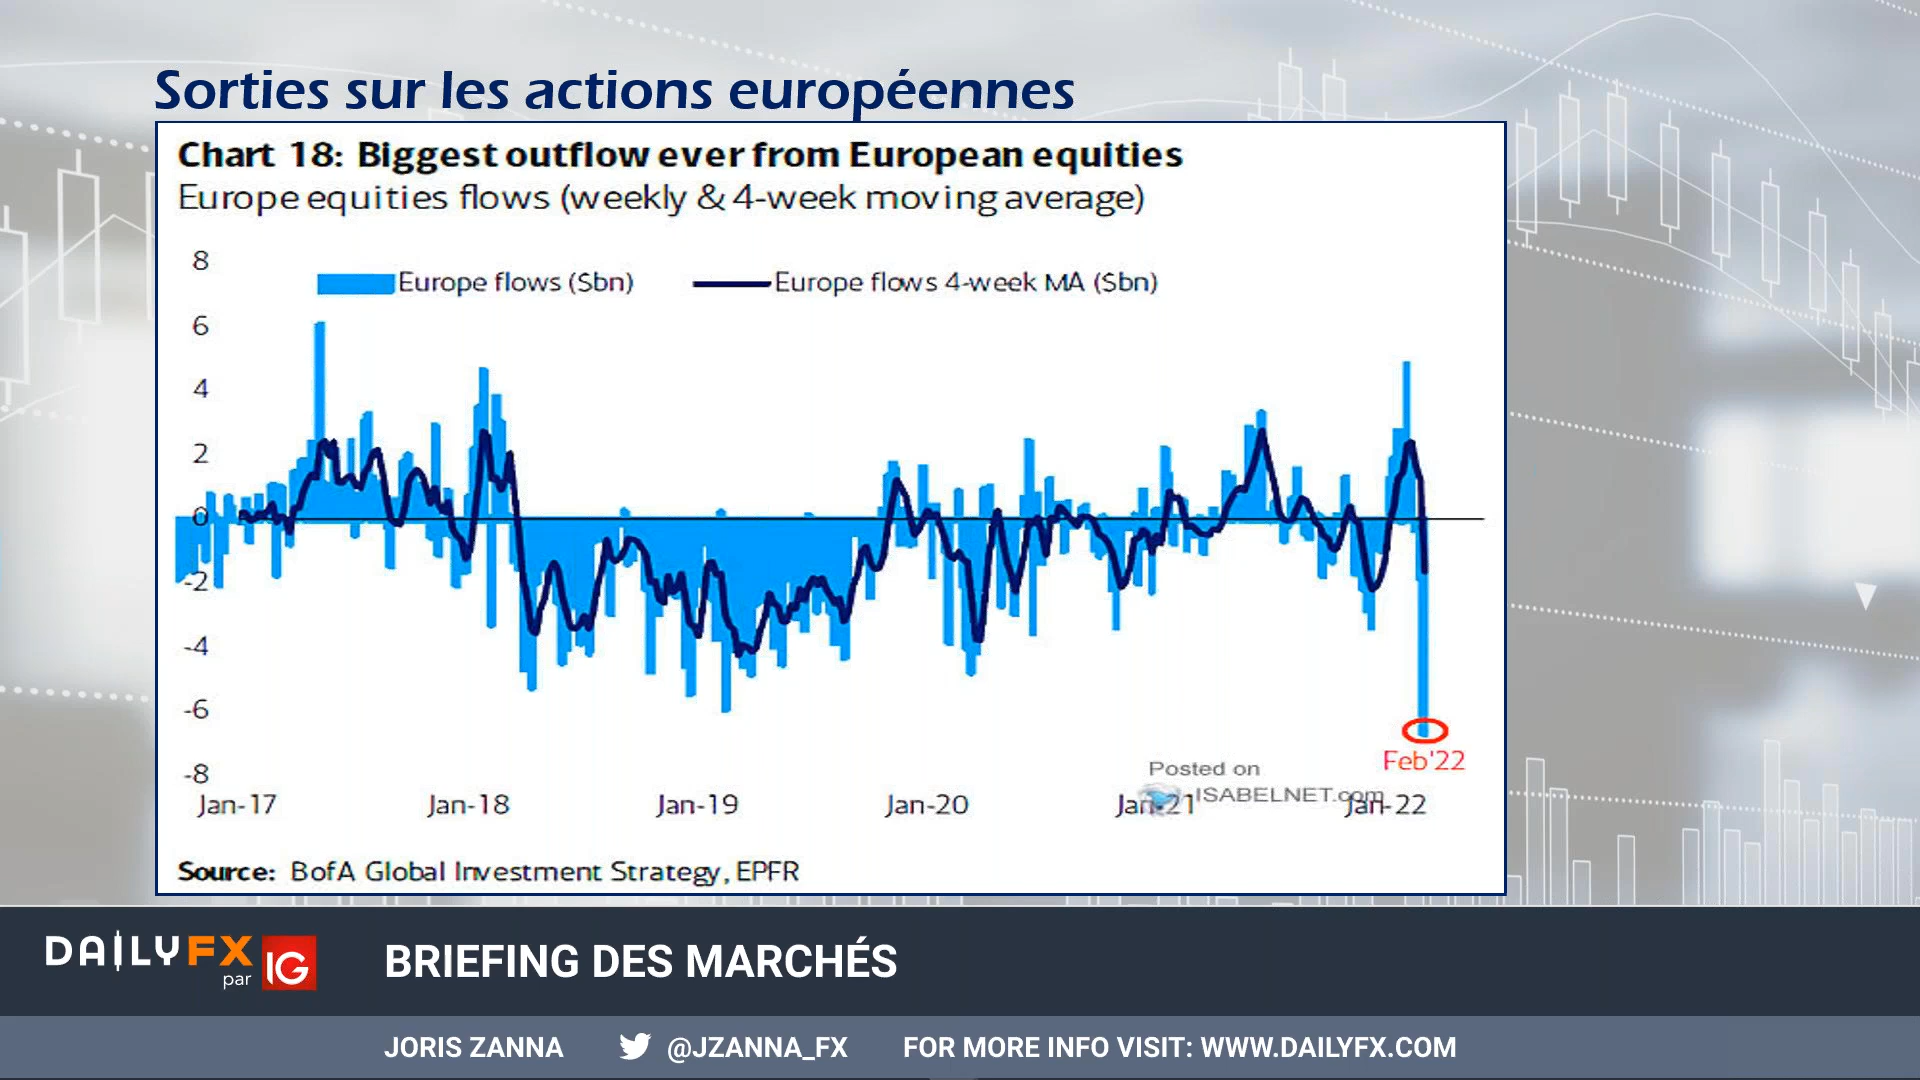 Sorties sur les actions européennes
Chart 18: Biggest outflow ever from European equities
Europe equities flows (weekly & 4-week moving average)
8
Europe flows ($bn)
Europe flows 4-week MA ($bn)
6
4
2
0
-2
-4
-6
-8
Feb'22
Posted on
ISABELNET.com
Jan-17
Jan-18
Jan-19
Jan-20
Jan-21
Jan-22
Source: BofA Global Investment Strategy, EPFR
DAILYFX
par IG
BRIEFING DES MARCHÉS
JORIS ZANNA
@JZANNA_FX
FOR MORE INFO VISIT: WWW.DAILYFX.COM